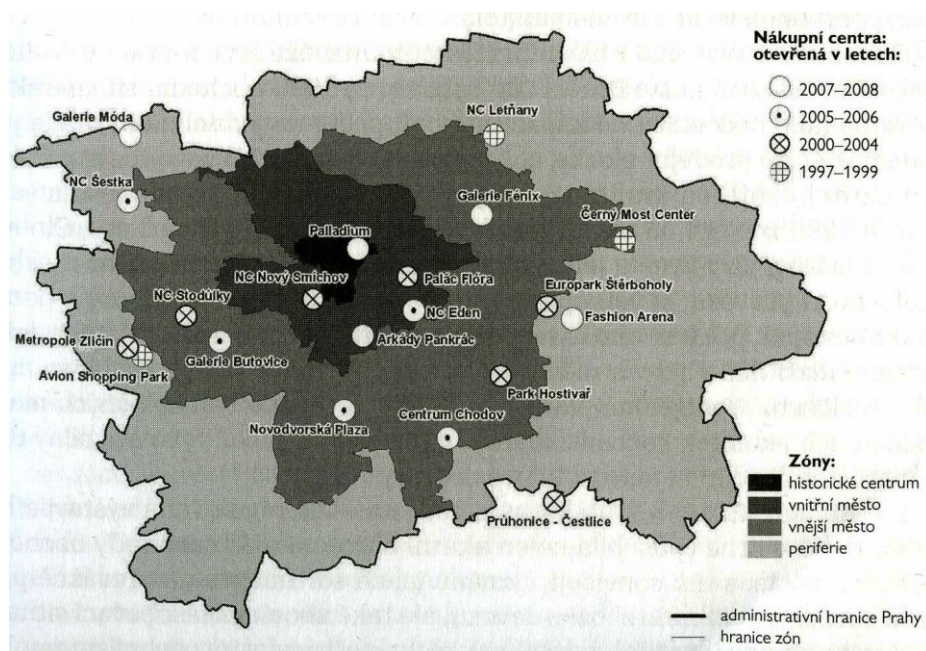 Nákupní centra:
otevřená v letech:
2007–2008
2005–2006
2000–2004
1997–1999
Galerie Móda
NC Letňany
NC Šestka
Galerie Fénix
Černý Most Center
Palladium
NC Nový Smíchov
Palác Flóra
NC Stodůlky
Europark Štěrboholy
NC Eden
Fashion Arena
Metropole Zličín
Galerie Butovice
Arkády Pankrác
Avion Shopping Park
Park Hostivař
Novodvorská Plaza
Centrum Chodov
Průhonice - Čestlice
Zóny:
historické centrum
vnitřní město
vnější město
periférie
administrativní hranice Prahy
hranice zón